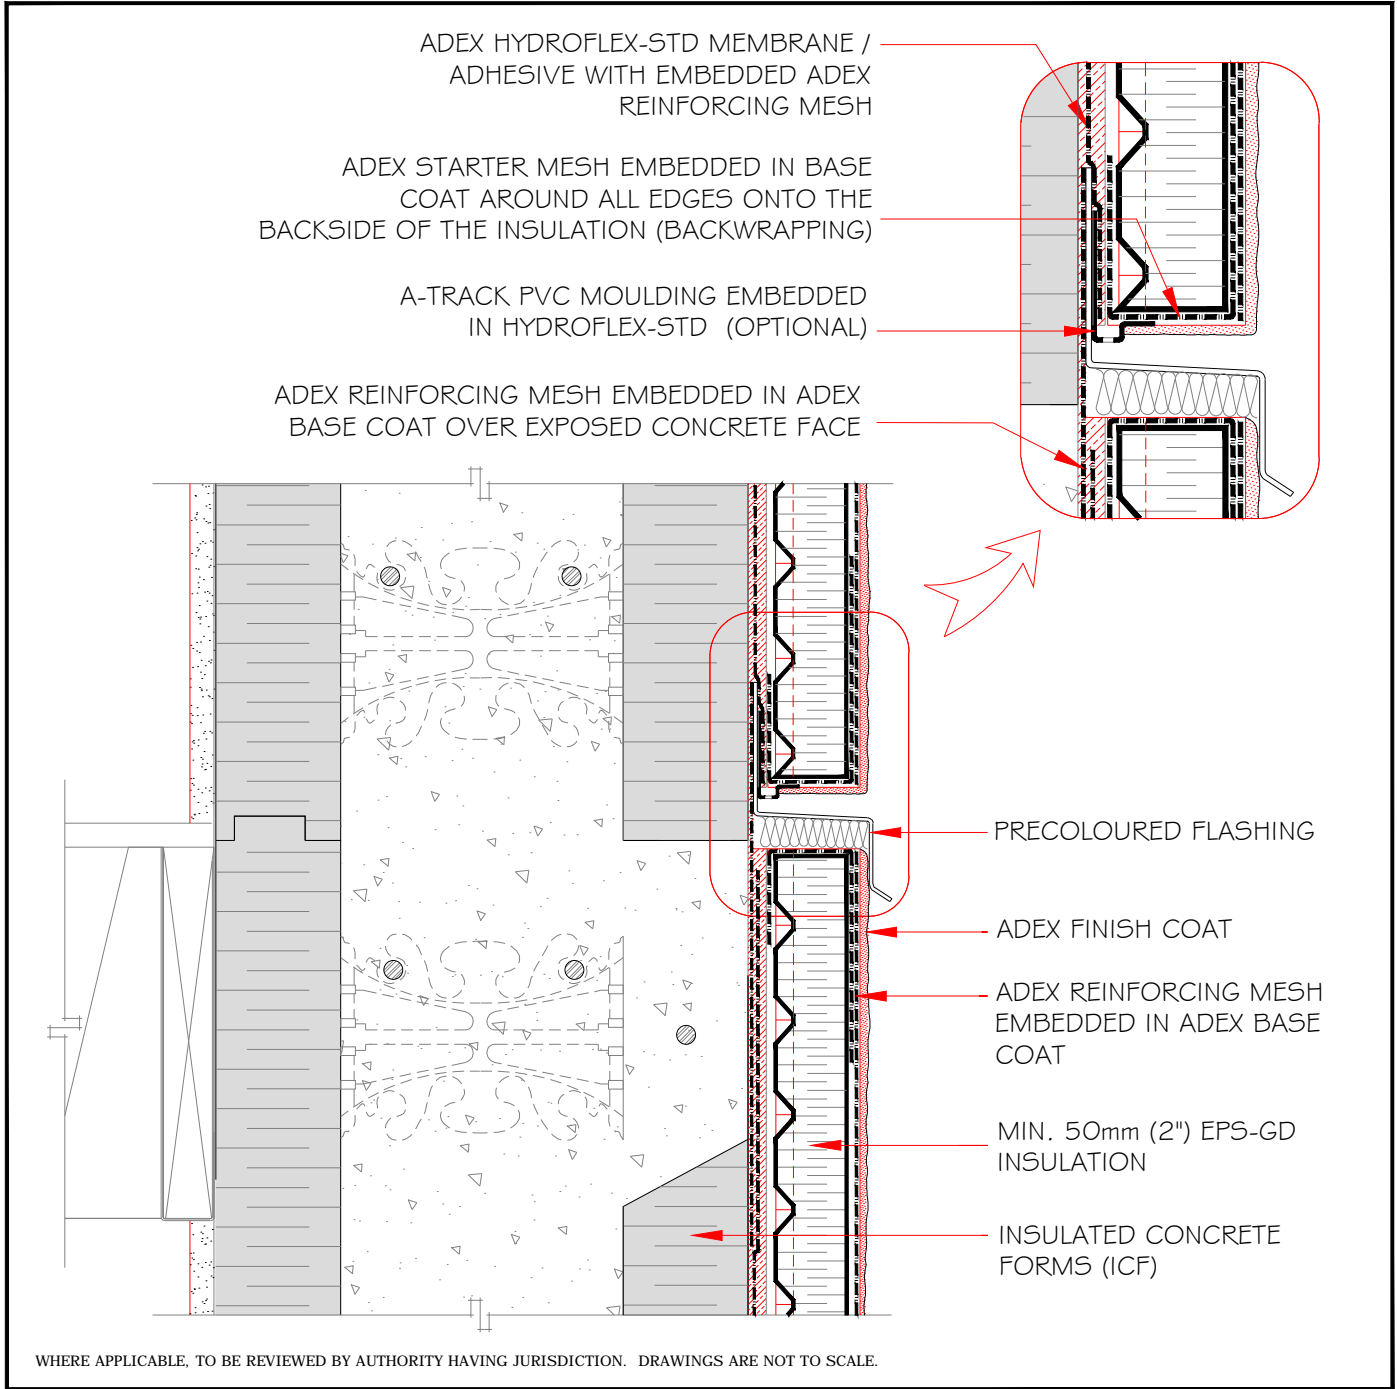 ADEX HYDROFLEX-STD MEMBRANE /
ADHESIVE WITH EMBEDDED ADEX
REINFORCING MESH
ADEX STARTER MESH EMBEDDED IN BASE
COAT AROUND ALL EDGES ONTO THE
BACKSIDE OF THE INSULATION (BACKWRAPPING)
A-TRACK PVC MOULDING EMBEDDED
IN HYDROFLEX-STD (OPTIONAL)
ADEX REINFORCING MESH EMBEDDED IN ADEX
BASE COAT OVER EXPOSED CONCRETE FACE
PRECOLOURED FLASHING
ADEX FINISH COAT
ADEX REINFORCING MESH
EMBEDDED IN ADEX BASE
COAT
MIN. 50mm (2") EPS-GD
INSULATION
INSULATED CONCRETE
FORMS (ICF)
WHERE APPLICABLE, TO BE REVIEWED BY AUTHORITY HAVING JURISDICTION. DRAWINGS ARE NOT TO SCALE.